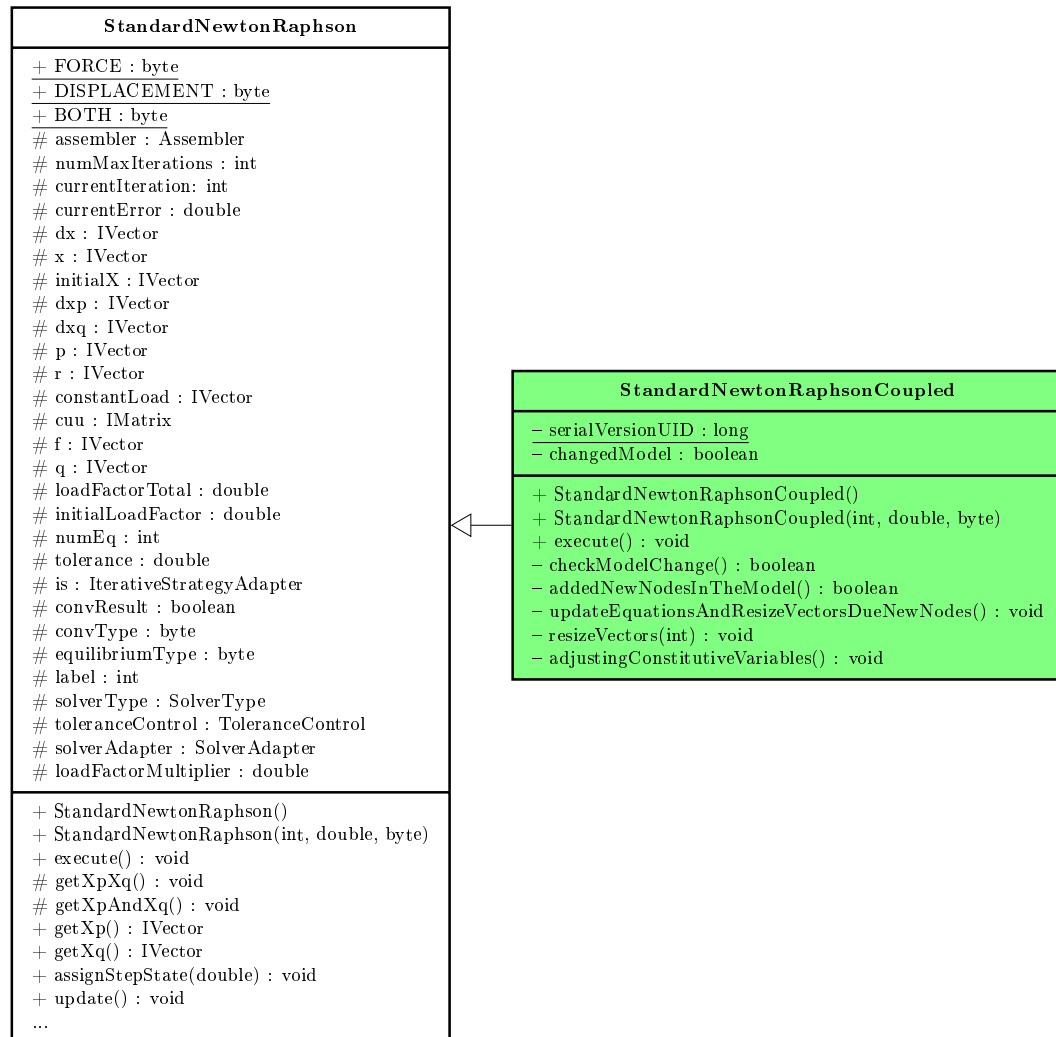 StandardNewtonRaphson
+ FORCE : byte
+ DISPLACEMENT : byte
+ BOTH : byte
# assembler : Assembler
# numMaxIterations : int
# currentIteration: int
# currentError : double
# dx : IVector
# x : IVector
# initialX : IVector
# dxp : IVector
# dxq : IVector
# p : IVector
# r : IVector
# constantLoad : IVector
# cuu : IMatrix
# f : IVector
# q : IVector
# loadFactorTotal : double
# initialLoadFactor : double
# numEq : int
# tolerance : double
# is : IterativeStrategyAdapter
# convResult : boolean
# convType : byte
# equilibriumType : byte
# label : int
# solverType : SolverType
# toleranceControl : ToleranceControl
# solverAdapter : SolverAdapter
# loadFactorMultiplier : double
+ StandardNewtonRaphson()
+ StandardNewtonRaphson(int, double, byte)
+ execute() : void
# getXpXq() : void
# getXpAndXq() : void
+ getXp() : IVector
+ getXq() : IVector
+ assignStepState(double) : void
+ update() : void
...
StandardNewtonRaphsonCoupled
– serialVersionUID : long
– changedModel : boolean
+ StandardNewtonRaphsonCoupled()
+ StandardNewtonRaphsonCoupled(int, double, byte)
+ execute() : void
– checkModelChange() : boolean
– addedNewNodesInTheModel() : boolean
– updateEquationsAndResizeVectorsDueNewNodes() : void
– resizeVectors(int) : void
– adjustingConstitutiveVariables() : void